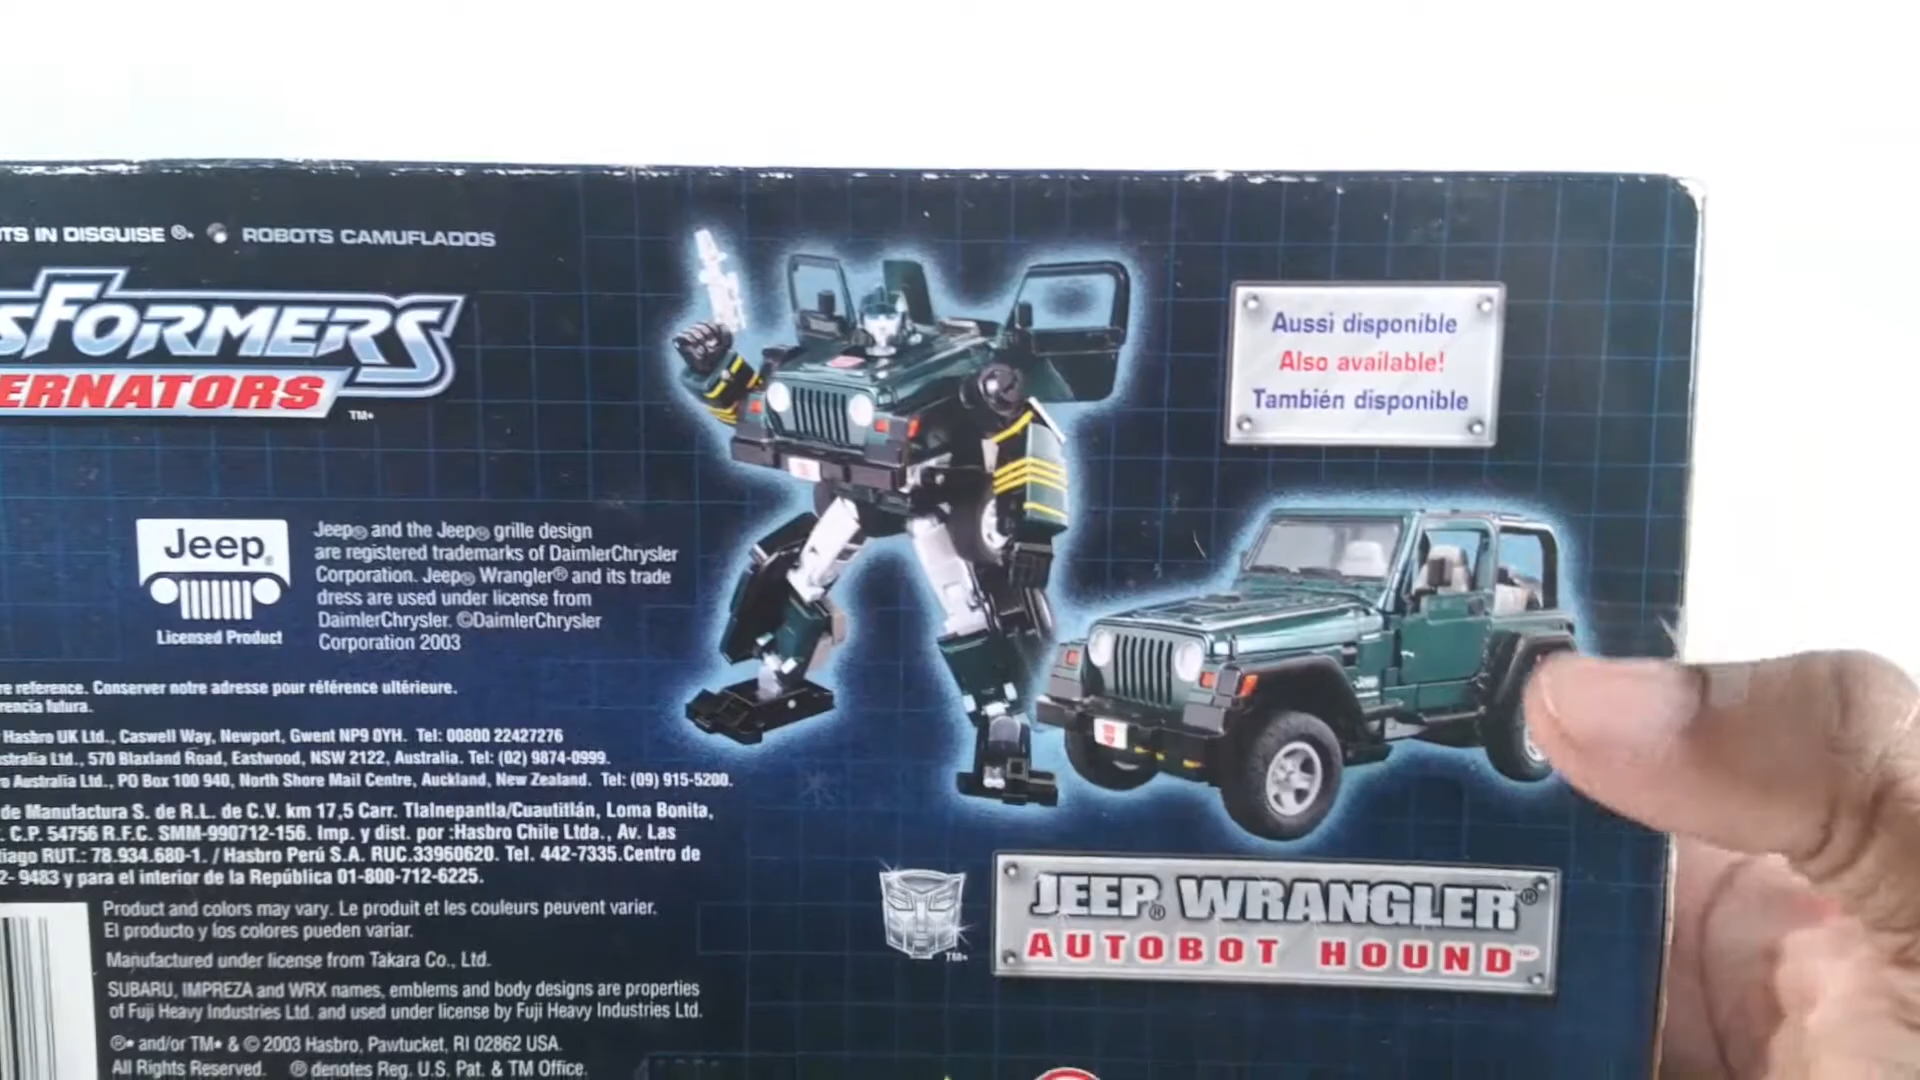 TS IN DISGUISE ®* ROBOTS CAMUFLADOS
SFORMERS
ERNATORS
TM*
Aussi disponible
Also available!
También disponible
Jeep®
Licensed Product
Jeep® and the Jeep® grille design
are registered trademarks of DaimlerChrysler
Corporation. Jeep® Wrangler® and its trade
dress are used under license from
DaimlerChrysler. ©DaimlerChrysler
Corporation 2003
re reference. Conserver notre adresse pour référence ultérieure.
rencia futura.
Hasbro UK Ltd., Caswell Way, Newport, Gwent NP9 0YH. Tel: 00800 22427276
stralia Ltd., 570 Blaxland Road, Eastwood, NSW 2122, Australia. Tel: (02) 9874-0999.
o Australia Ltd., PO Box 100 940, North Shore Mail Centre, Auckland, New Zealand. Tel: (09) 915-5200.
de Manufactura S. de R.L. de C.V. km 17,5 Carr. Tlalnepantla/Cuautitlán, Loma Bonita,
. C.P. 54756 R.F.C. SMM-990712-156. Imp. y dist. por :Hasbro Chile Ltda., Av. Las
tiago RUT.: 78.934.680-1. / Hasbro Perú S.A. RUC.33960620. Tel. 442-7335.Centro de
2- 9483 y para el interior de la República 01-800-712-6225.
Product and colors may vary. Le produit et les couleurs peuvent varier.
El producto y los colores pueden variar.
Manufactured under license from Takara Co., Ltd.
SUBARU, IMPREZA and WRX names, emblems and body designs are properties
of Fuji Heavy Industries Ltd. and used under license by Fuji Heavy Industries Ltd.
®* and/or TM* & © 2003 Hasbro, Pawtucket, RI 02862 USA.
All Rights Reserved. ® denotes Reg. U.S. Pat. & TM Office.
TM*
JEEP® WRANGLER®
AUTOBOT HOUND™